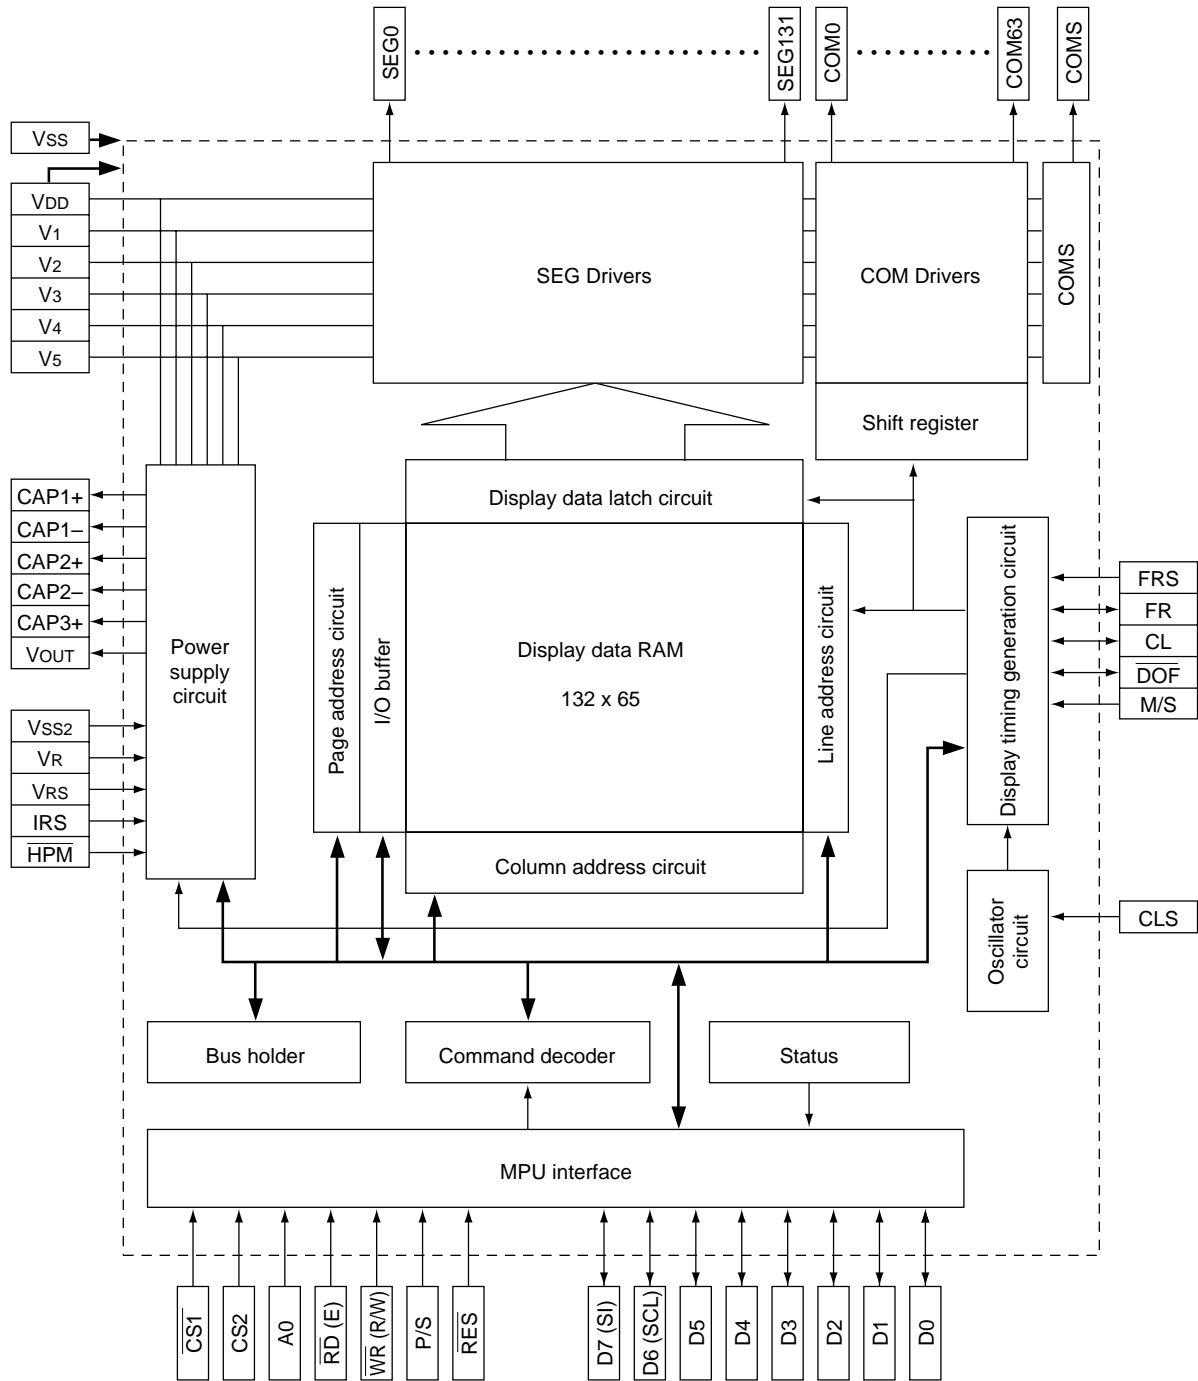 SEG0
SEG131
COM0
COM63
COMS
VSS
VDD
V1
V2
V3
V4
V5
SEG Drivers
COM Drivers
COMS
Shift register
CAP1+
CAP1–
CAP2+
CAP2–
CAP3+
VOUT
VSS2
VR
VRS
IRS
HPM
Power
supply
circuit
Display data latch circuit
Page address circuit
I/O buffer
Display data RAM
132 x 65
Line address circuit
Column address circuit
Display timing generation circuit
FRS
FR
CL
DOF
M/S
Oscillator
circuit
CLS
Bus holder
Command decoder
Status
MPU interface
CS1
CS2
A0
RD (E)
WR (R/W)
P/S
RES
D7 (SI)
D6 (SCL)
D5
D4
D3
D2
D1
D0